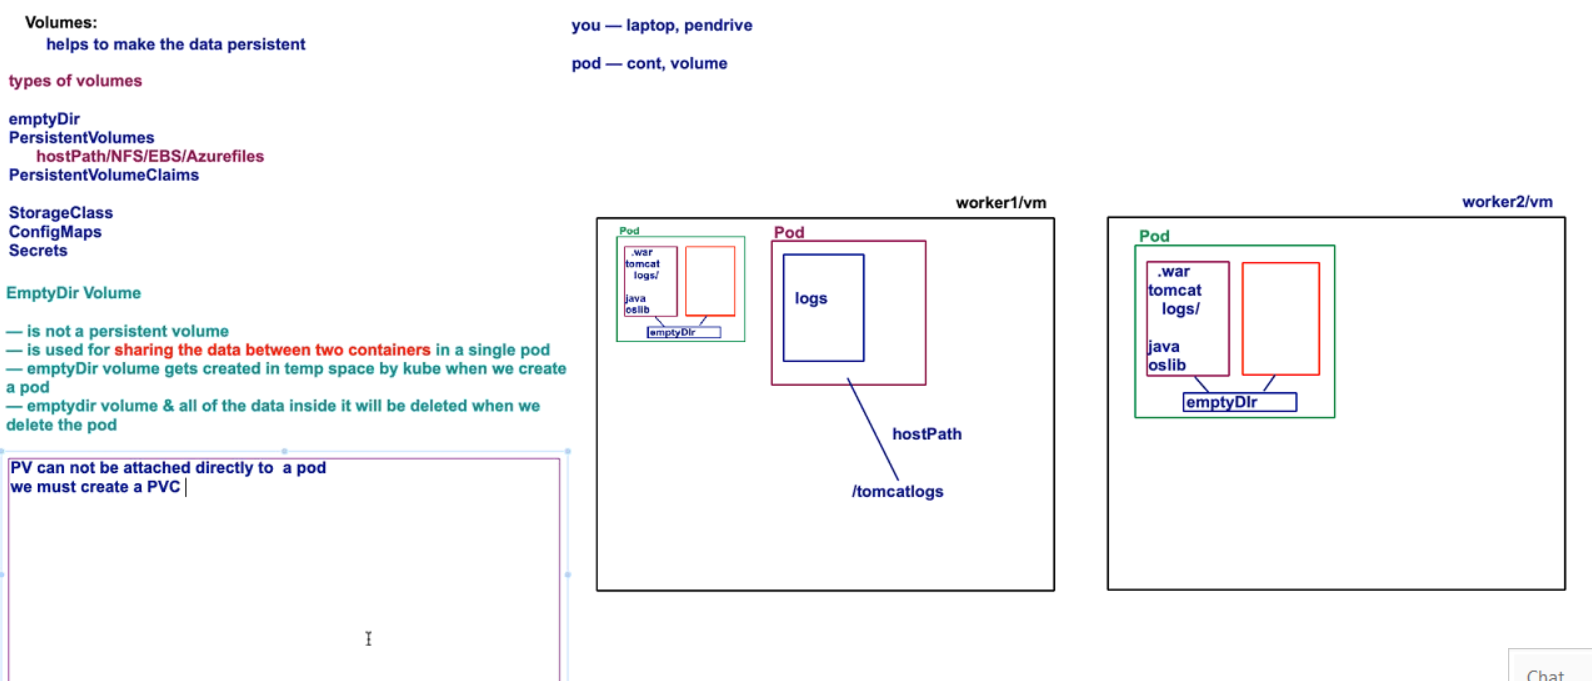 Volumes:
helps to make the data persistent
types of volumes
emptyDir
PersistentVolumes
hostPath/NFS/EBS/Azurefiles
PersistentVolumeClaims
StorageClass
ConfigMaps
Secrets
EmptyDir Volume
— is not a persistent volume
— is used for sharing the data between two containers in a single pod
— emptyDir volume gets created in temp space by kube when we create
a pod
— emptydir volume & all of the data inside it will be deleted when we
delete the pod
PV can not be attached directly to  a pod
we must create a PVC
you — laptop, pendrive
pod — cont, volume
worker1/vm
Pod
.war
tomcat
logs/
java
oslib
emptyDIr
Pod
logs
hostPath
/tomcatlogs
worker2/vm
Pod
.war
tomcat
logs/
java
oslib
emptyDIr
Chat